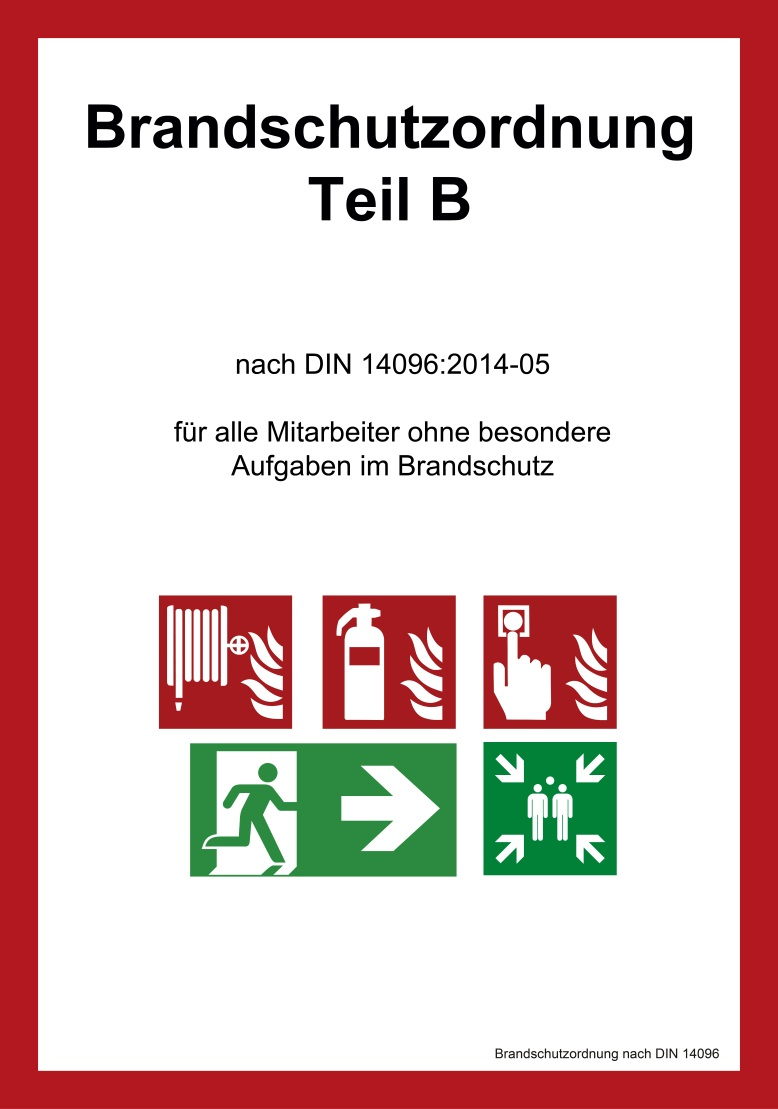 Brandschutzordnung
Teil B
nach DIN 14096:2014-05
für alle Mitarbeiter ohne besondere
Aufgaben im Brandschutz
Brandschutzordnung nach DIN 14096